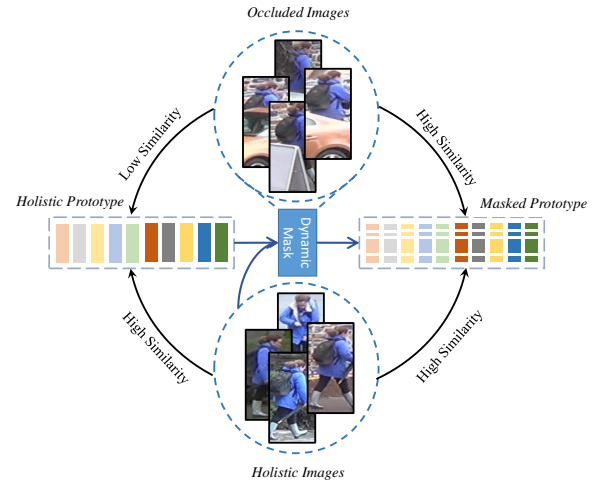 Occluded Images
Low Similarity
High Similarity
Holistic Prototype
Masked Prototype
Dynamic
Mask
High Similarity
High Similarity
Holistic Images